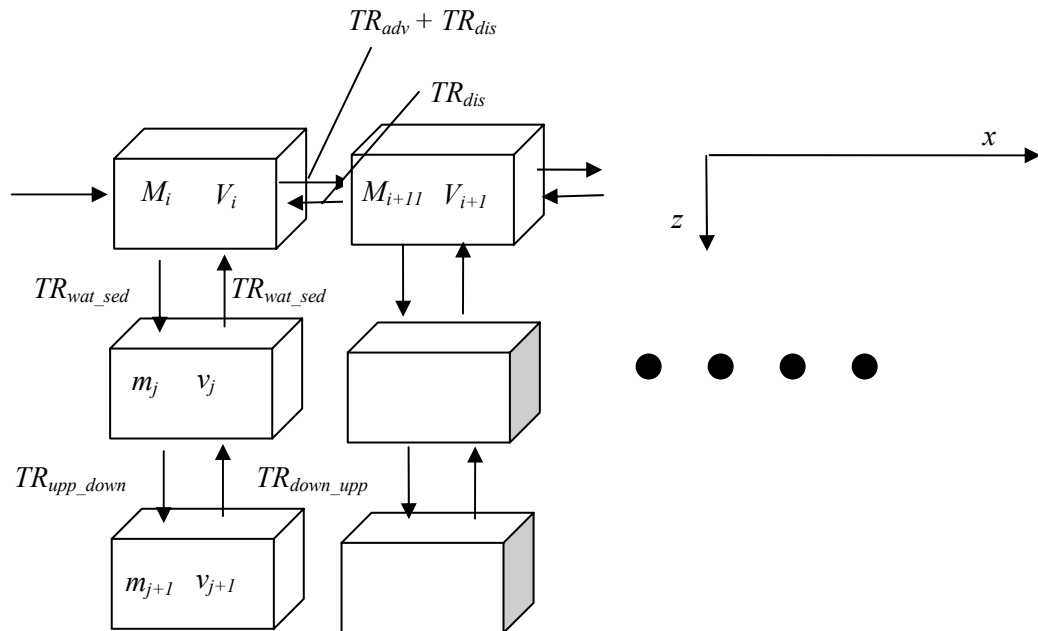 TR_adv + TR_dis
TR_dis
x
M_i V_i
M_i+11 V_i+1
z
TR_wat_sed TR_wat_sed
m_j v_j
TR_upp_down TR_down_upp
m_j+1 v_j+1